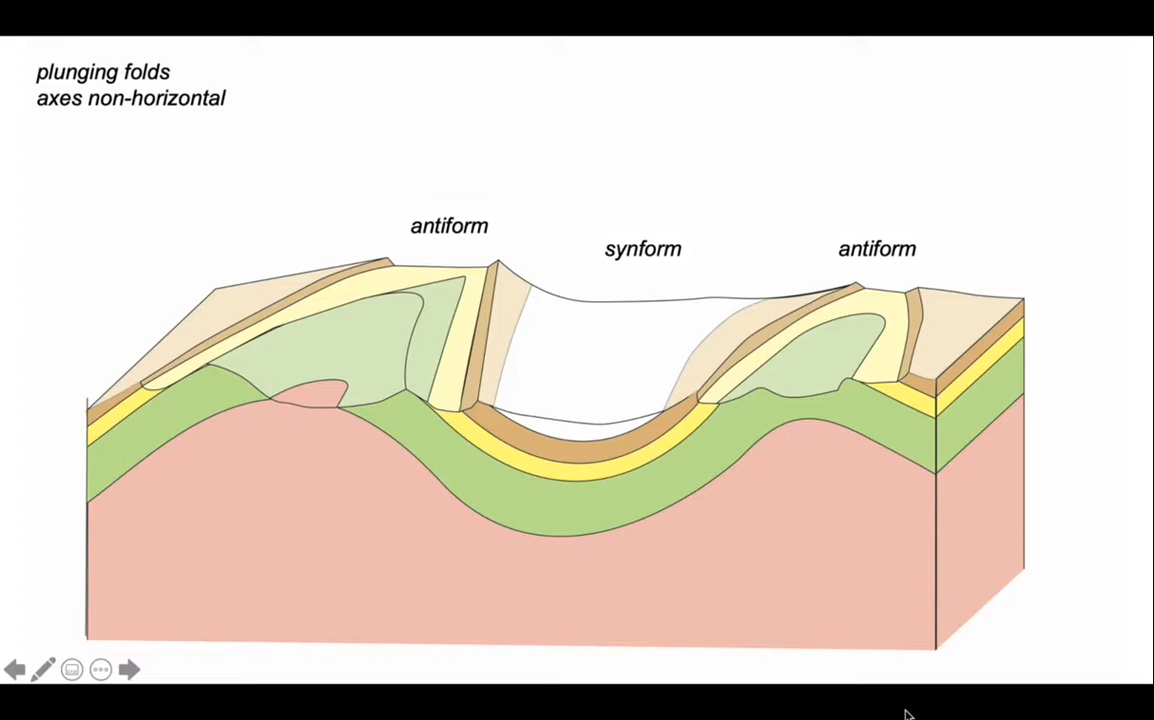 plunging folds
axes non-horizontal
antiform
synform
antiform